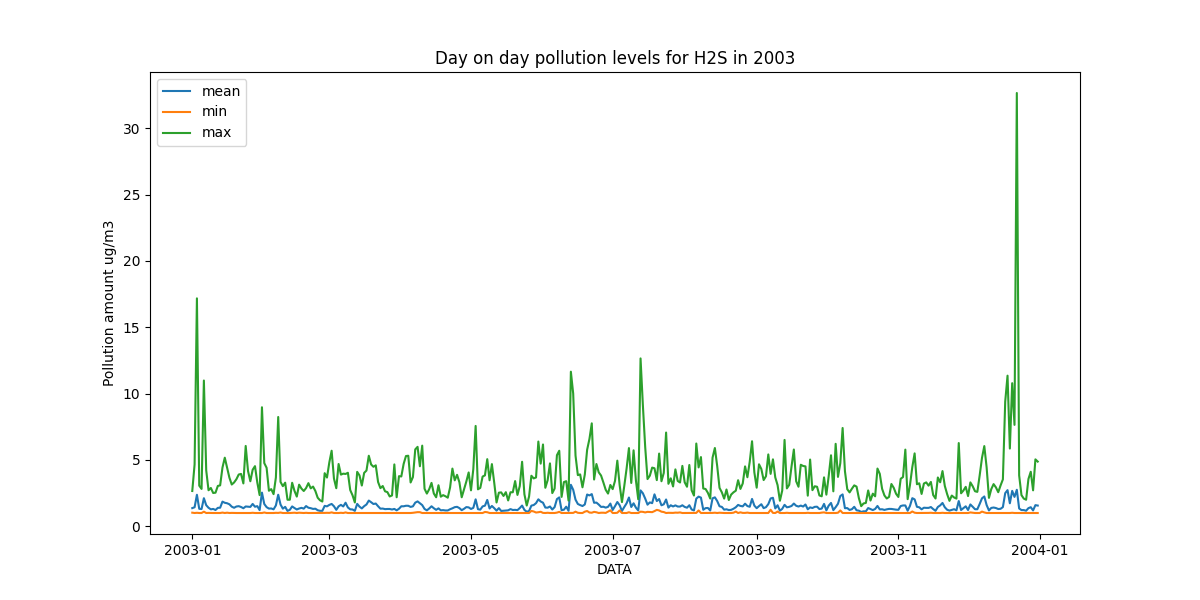 Day on day pollution levels for H2S in 2003
mean
min
max
Pollution amount ug/m3
30
25
20
15
10
5
0
2003-01
2003-03
2003-05
2003-07
2003-09
2003-11
2004-01
DATA